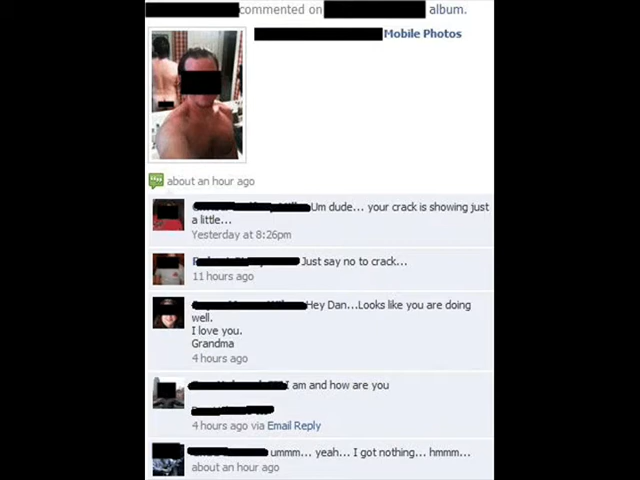 commented on album.
Mobile Photos
about an hour ago
Um dude... your crack is showing just
a little...
Yesterday at 8:26pm
Just say no to crack...
11 hours ago
Hey Dan...Looks like you are doing
well.
I love you.
Grandma
4 hours ago
I am and how are you
4 hours ago via Email Reply
ummm... yeah... I got nothing... hmmm...
about an hour ago